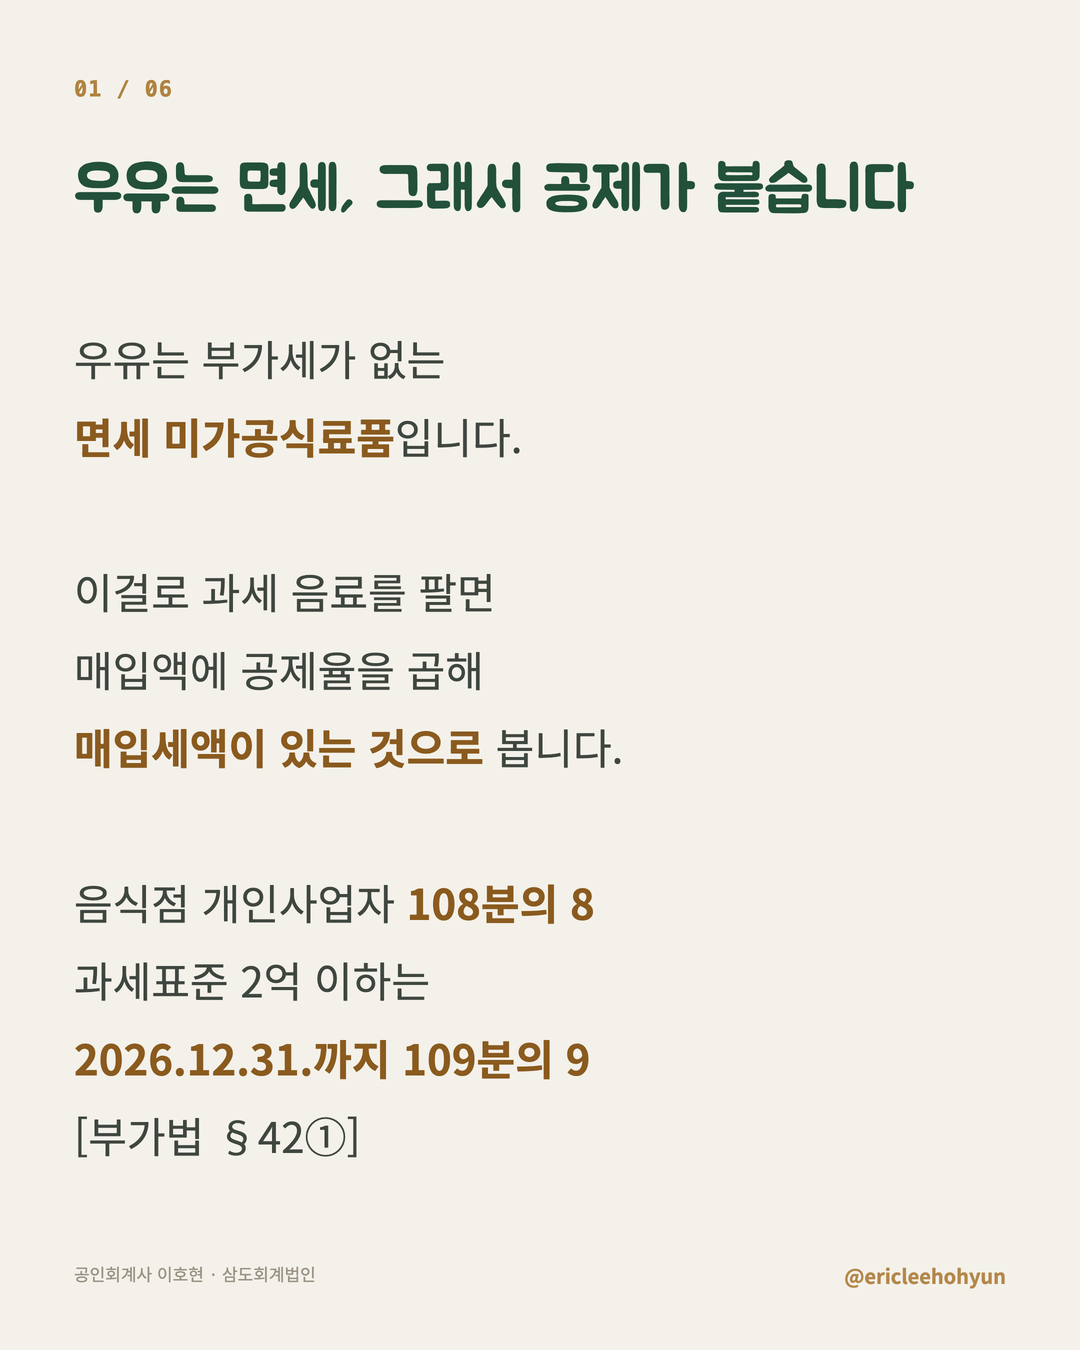 01 / 06
우유는 면세, 그래서 공제가 붙습니다
우유는 부가세가 없는
면세 미가공식료품입니다.
이걸로 과세 음료를 팔면
매입액에 공제율을 곱해
매입세액이 있는 것으로 봅니다.
음식점 개인사업자 108분의 8
과세표준 2억 이하는
2026.12.31.까지 109분의 9
[부가법 §42①]
공인회계사 이호현 · 삼도회계법인
@ericleehohyun